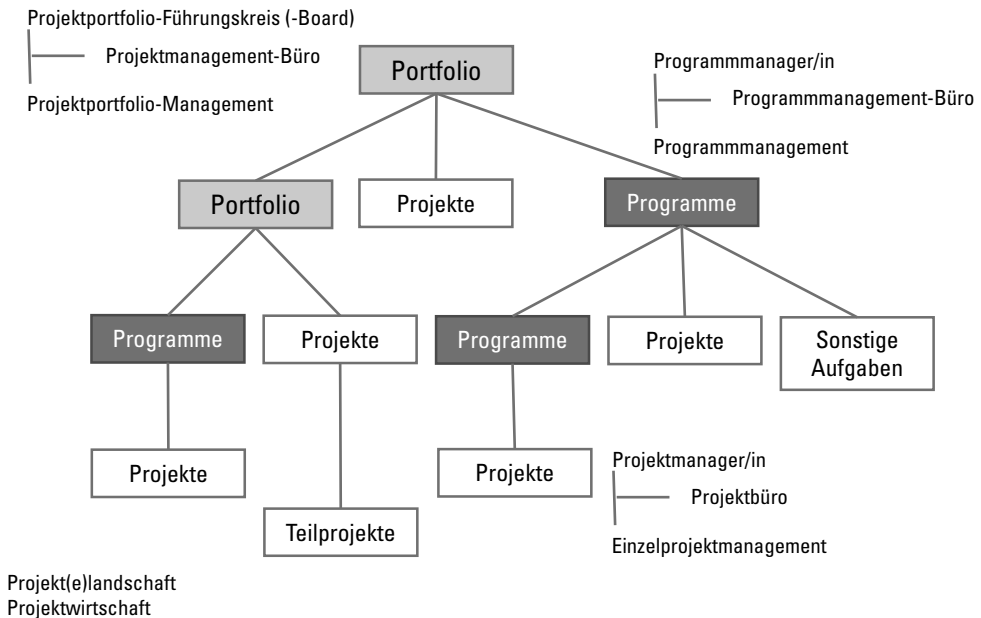 Projektportfolio-Führungskreis (-Board)
Projektmanagement-Büro
Projektportfolio-Management
Portfolio
Programmmanager/in
Programmmanagement-Büro
Programmmanagement
Portfolio
Projekte
Programme
Programme
Projekte
Programme
Projekte
Sonstige
Aufgaben
Projekte
Teilprojekte
Projekte
Projektmanager/in
Projektbüro
Einzelprojektmanagement
Projekt(e)landschaft
Projektwirtschaft